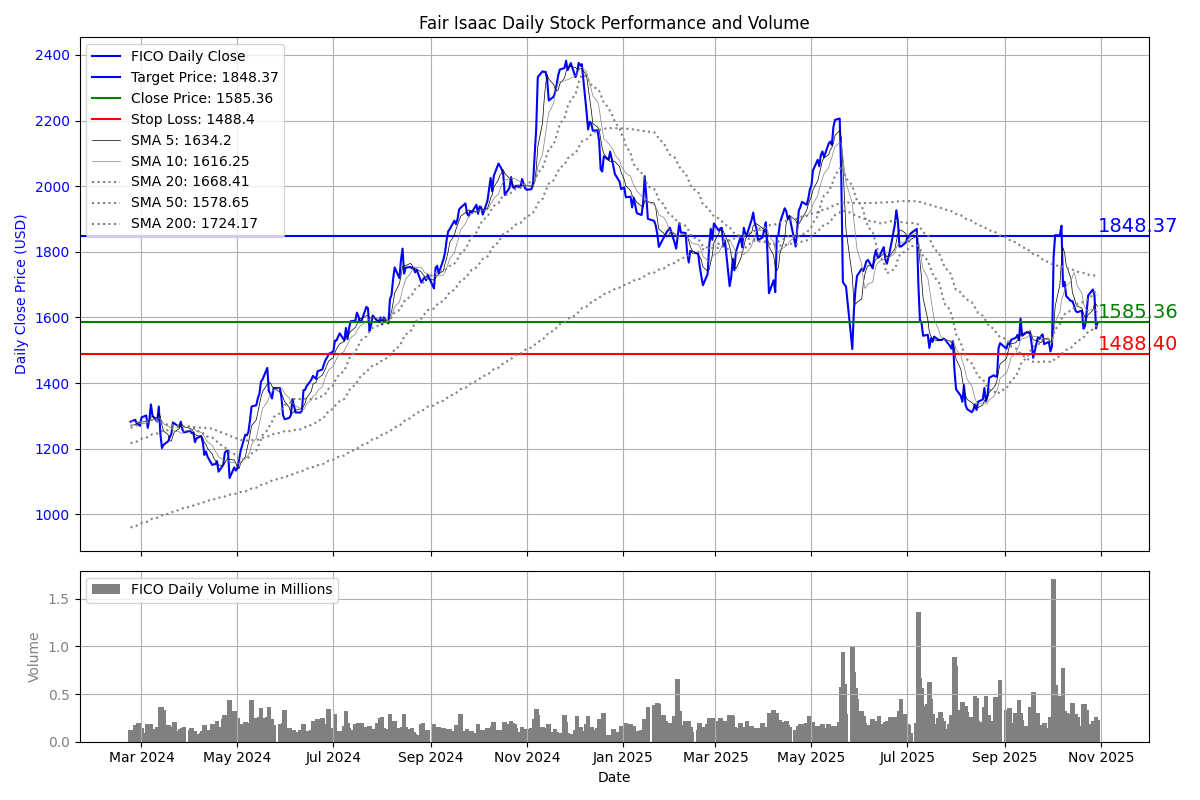 Fair Isaac Daily Stock Performance and Volume
Daily Close Price (USD)
2400
2200
2000
1800
1600
1400
1200
1000
FICO Daily Close
Target Price: 1848.37
Close Price: 1585.36
Stop Loss: 1488.4
SMA 5: 1634.2
SMA 10: 1616.25
SMA 20: 1668.41
SMA 50: 1578.65
SMA 200: 1724.17
1848.37
1585.36
1488.40
Volume
1.5
1.0
0.5
0.0
FICO Daily Volume in Millions
Mar 2024 May 2024 Jul 2024 Sep 2024 Nov 2024 Jan 2025 Mar 2025 May 2025 Jul 2025 Sep 2025 Nov 2025
Date